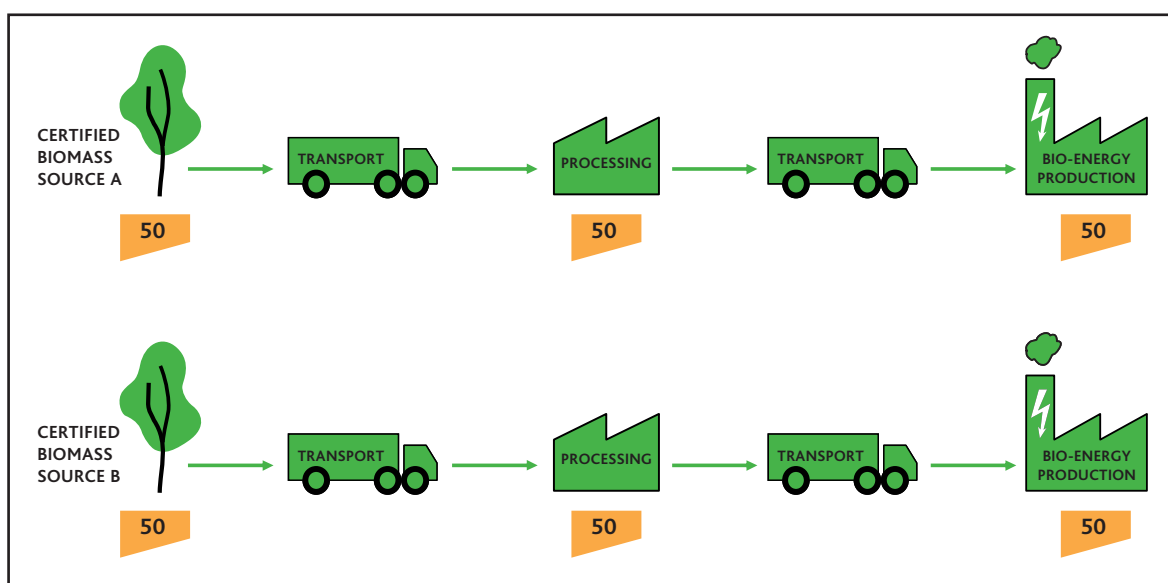 CERTIFIED
BIOMASS
SOURCE A
TRANSPORT
PROCESSING
TRANSPORT
BIO-ENERGY
PRODUCTION
50
50
50
CERTIFIED
BIOMASS
SOURCE B
TRANSPORT
PROCESSING
TRANSPORT
BIO-ENERGY
PRODUCTION
50
50
50